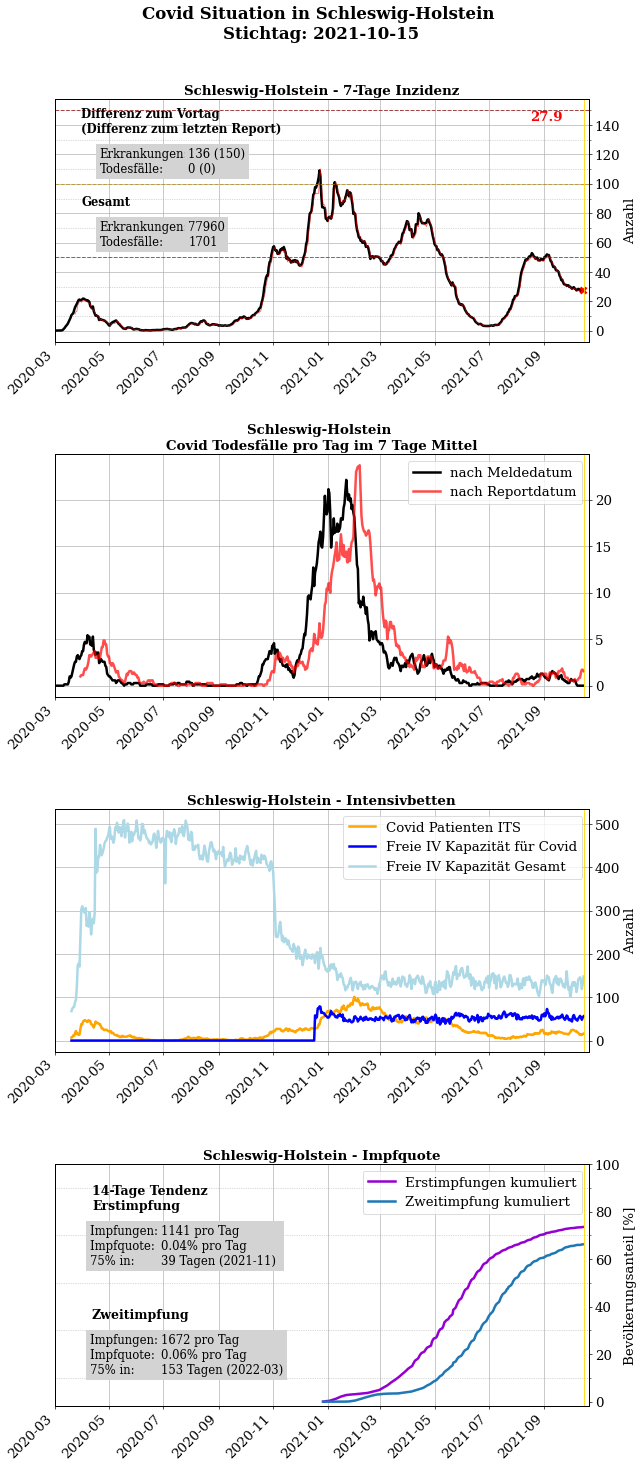 Covid Situation in Schleswig-Holstein
Stichtag: 2021-10-15
Schleswig-Holstein - 7-Tage Inzidenz
Differenz zum Vortag
(Differenz zum letzten Report)
Erkrankungen 136 (150)
Todesfälle: 0 (0)
Gesamt
Erkrankungen 77960
Todesfälle: 1701
27.9
140
120
100
80
60
40
20
0
Anzahl
2020-03
2020-05
2020-07
2020-09
2020-11
2021-01
2021-03
2021-05
2021-07
2021-09
Schleswig-Holstein
Covid Todesfälle pro Tag im 7 Tage Mittel
nach Meldedatum
nach Reportdatum
20
15
10
5
0
2020-03
2020-05
2020-07
2020-09
2020-11
2021-01
2021-03
2021-05
2021-07
2021-09
Schleswig-Holstein - Intensivbetten
Covid Patienten ITS
Freie IV Kapazität für Covid
Freie IV Kapazität Gesamt
500
400
300
200
100
0
Anzahl
2020-03
2020-05
2020-07
2020-09
2020-11
2021-01
2021-03
2021-05
2021-07
2021-09
Schleswig-Holstein - Impfquote
14-Tage Tendenz
Erstimpfung
Impfungen: 1141 pro Tag
Impfquote: 0.04% pro Tag
75% in: 39 Tagen (2021-11)
Zweitimpfung
Impfungen: 1672 pro Tag
Impfquote: 0.06% pro Tag
75% in: 153 Tagen (2022-03)
Erstimpfungen kumuliert
Zweitimpfung kumuliert
100
80
60
40
20
0
Bevölkerungsanteil [%]
2020-03
2020-05
2020-07
2020-09
2020-11
2021-01
2021-03
2021-05
2021-07
2021-09